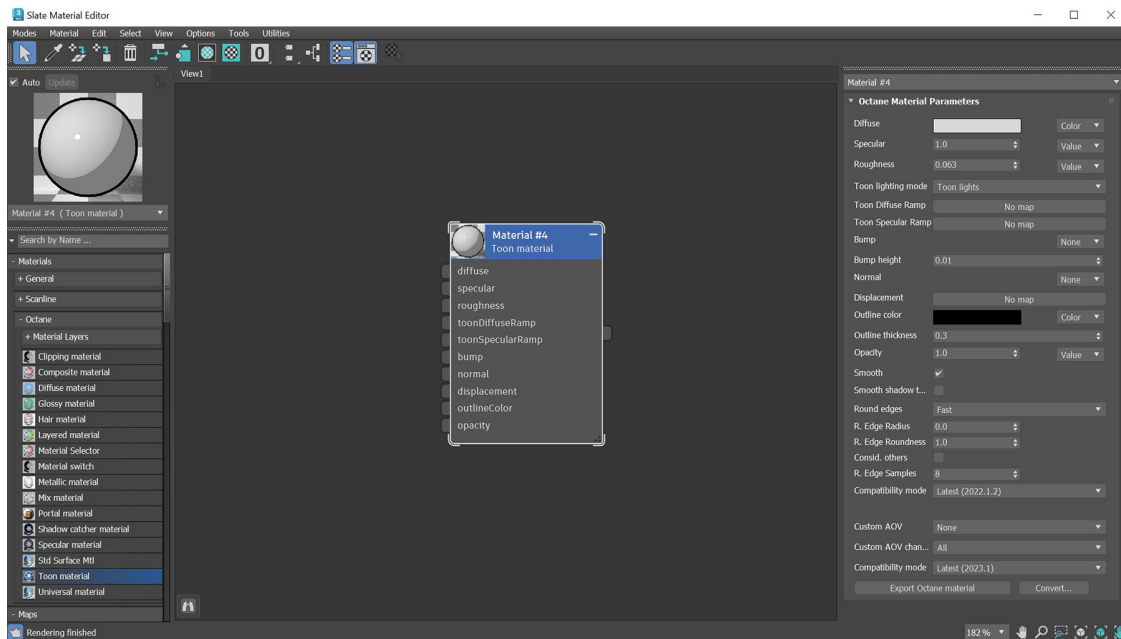 Slate Material Editor
Modes Material Edit Select View Options Tools Utilities
0
View1
Auto Update
Material #4 ( Toon material )
Search by Name ...
- Materials
+ General
+ Scanline
- Octane
+ Material Layers
Clipping material
Composite material
Diffuse material
Glossy material
Hair material
Layered material
Material Selector
Material switch
Metallic material
Mix material
Portal material
Shadow catcher material
Specular material
Std Surface Mtl
Toon material
Universal material
- Maps
Rendering finished
Material #4
Toon material
diffuse
specular
roughness
toonDiffuseRamp
toonSpecularRamp
bump
normal
displacement
outlineColor
opacity
Material #4
Octane Material Parameters
Diffuse Color
Specular 1.0 Value
Roughness 0.063 Value
Toon lighting mode Toon lights
Toon Diffuse Ramp No map
Toon Specular Ramp No map
Bump None
Bump height 0.01
Normal None
Displacement No map
Outline color Color
Outline thickness 0.3
Opacity 1.0 Value
Smooth
Smooth shadow t...
Round edges Fast
R. Edge Radius 0.0
R. Edge Roundness 1.0
Consid. others
R. Edge Samples 8
Compatibility mode Latest (2022.1.2)
Custom AOV None
Custom AOV chan... All
Compatibility mode Latest (2023.1)
Export Octane material Convert...
182 %